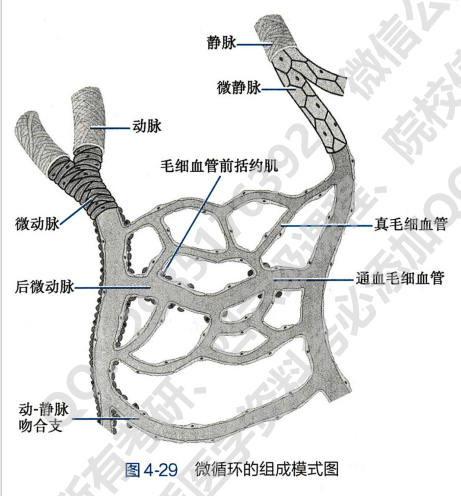 静脉
微静脉
动脉
毛细血管前括约肌
微动脉
真毛细血管
后微动脉
通血毛细血管
动-静脉
吻合支
图4-29 微循环的组成模式图